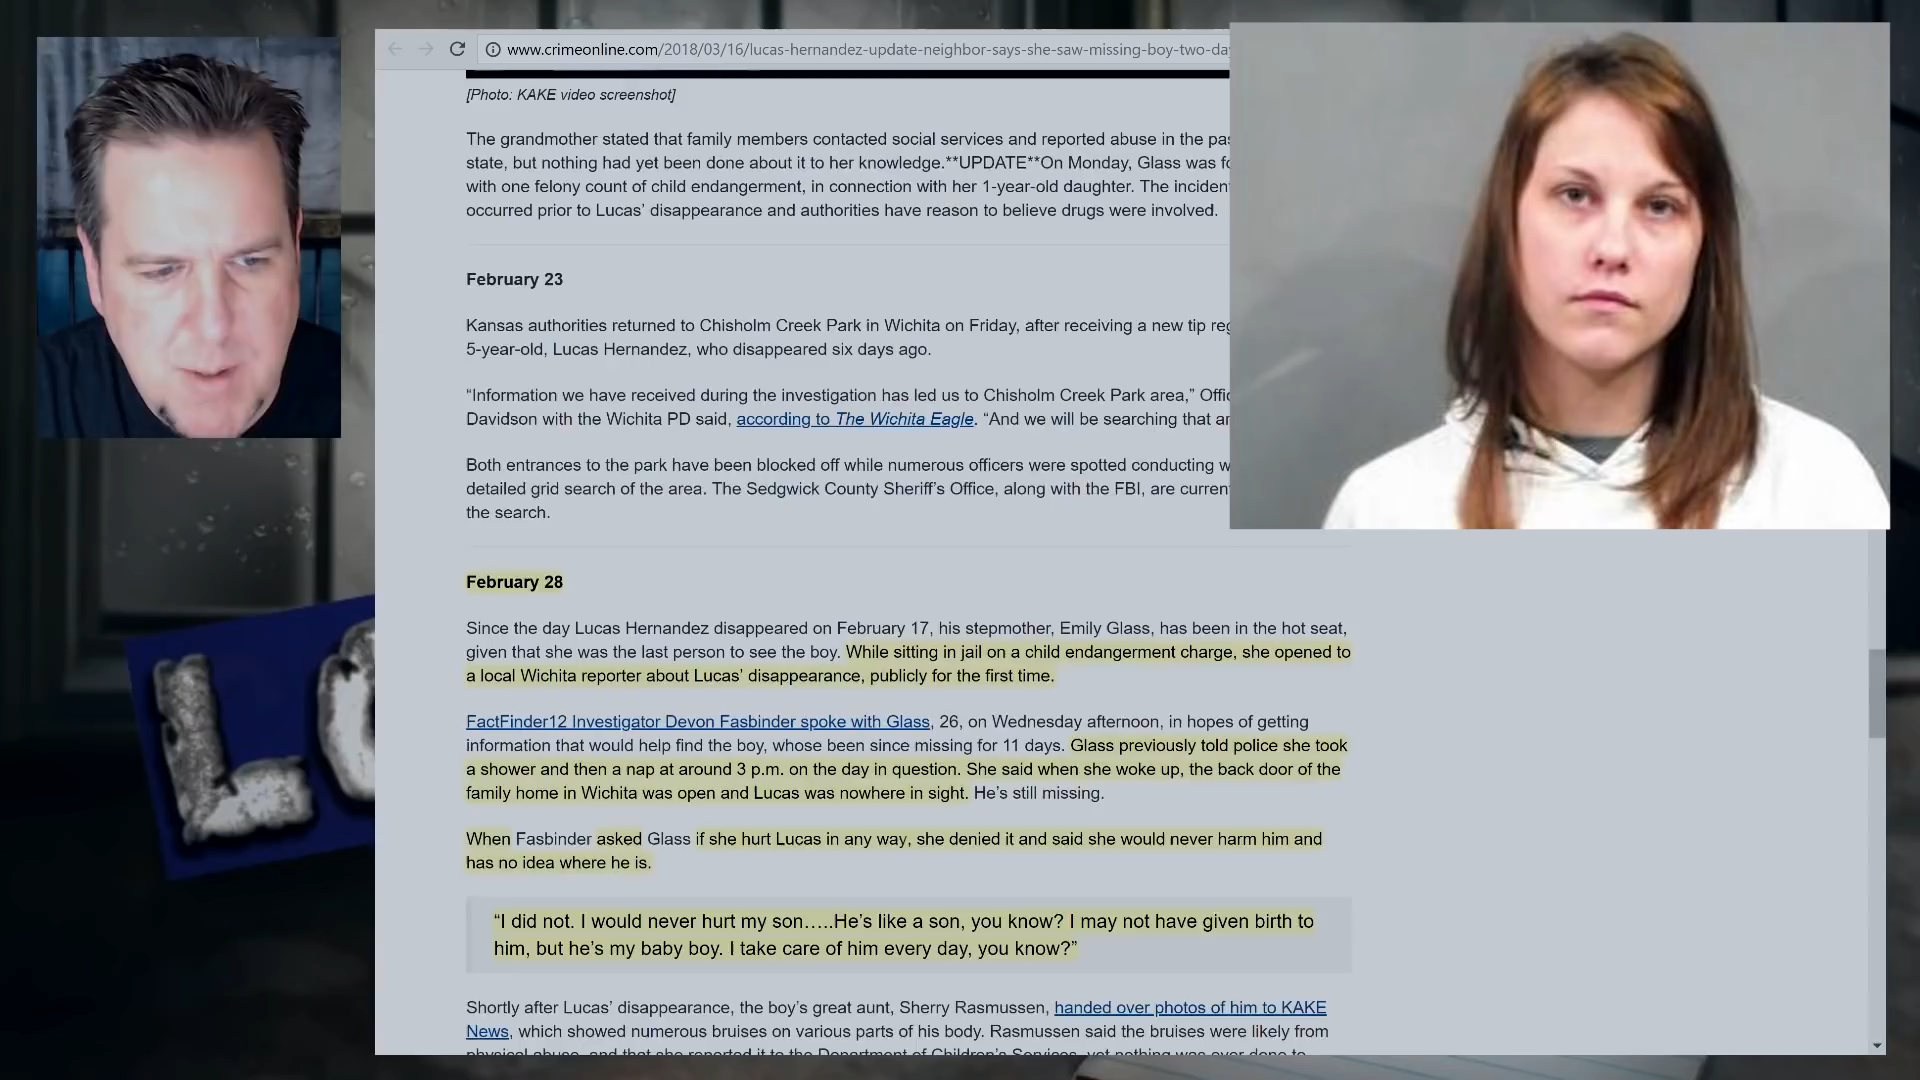 www.crimeonline.com/2018/03/16/lucas-hernandez-update-neighbor-says-she-saw-missing-boy-two-da
[Photo: KAKE video screenshot]
The grandmother stated that family members contacted social services and reported abuse in the
state, but nothing had yet been done about it to her knowledge.**UPDATE**On Monday, Glass was
with one felony count of child endangerment, in connection with her 1-year-old daughter. The incident
occurred prior to Lucas’ disappearance and authorities have reason to believe drugs were involved.
February 23
Kansas authorities returned to Chisholm Creek Park in Wichita on Friday, after receiving a new tip
5-year-old, Lucas Hernandez, who disappeared six days ago.
“Information we have received during the investigation has led us to Chisholm Creek Park area,”
Davidson with the Wichita PD said, according to The Wichita Eagle. “And we will be searching that
Both entrances to the park have been blocked off while numerous officers were spotted conducting
detailed grid search of the area. The Sedgwick County Sheriff’s Office, along with the FBI, are
the search.
February 28
Since the day Lucas Hernandez disappeared on February 17, his stepmother, Emily Glass, has been in the hot seat,
given that she was the last person to see the boy. While sitting in jail on a child endangerment charge, she opened to
a local Wichita reporter about Lucas’ disappearance, publicly for the first time.
FactFinder12 Investigator Devon Fasbinder spoke with Glass, 26, on Wednesday afternoon, in hopes of getting
information that would help find the boy, whose been since missing for 11 days. Glass previously told police she took
a shower and then a nap at around 3 p.m. on the day in question. She said when she woke up, the back door of the
family home in Wichita was open and Lucas was nowhere in sight. He’s still missing.
When Fasbinder asked Glass if she hurt Lucas in any way, she denied it and said she would never harm him and
has no idea where he is.
“I did not. I would never hurt my son…..He’s like a son, you know? I may not have given birth to
him, but he’s my baby boy. I take care of him every day, you know?”
Shortly after Lucas’ disappearance, the boy’s great aunt, Sherry Rasmussen, handed over photos of him to KAKE
News, which showed numerous bruises on various parts of his body. Rasmussen said the bruises were likely from
physical abuse, and that she reported it to the Department of Children’s Services, yet nothing was ever done to